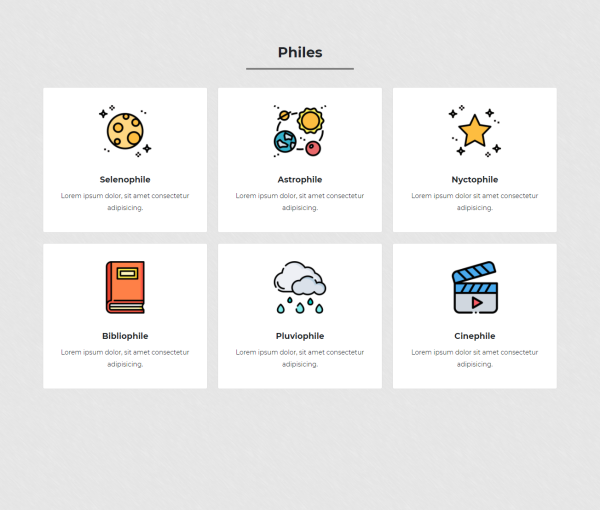 Philes
Selenophile
Lorem ipsum dolor, sit amet consectetur
adipisicing.
Astrophile
Lorem ipsum dolor, sit amet consectetur
adipisicing.
Nyctophile
Lorem ipsum dolor, sit amet consectetur
adipisicing.
Bibliophile
Lorem ipsum dolor, sit amet consectetur
adipisicing.
Pluviophile
Lorem ipsum dolor, sit amet consectetur
adipisicing.
Cinephile
Lorem ipsum dolor, sit amet consectetur
adipisicing.